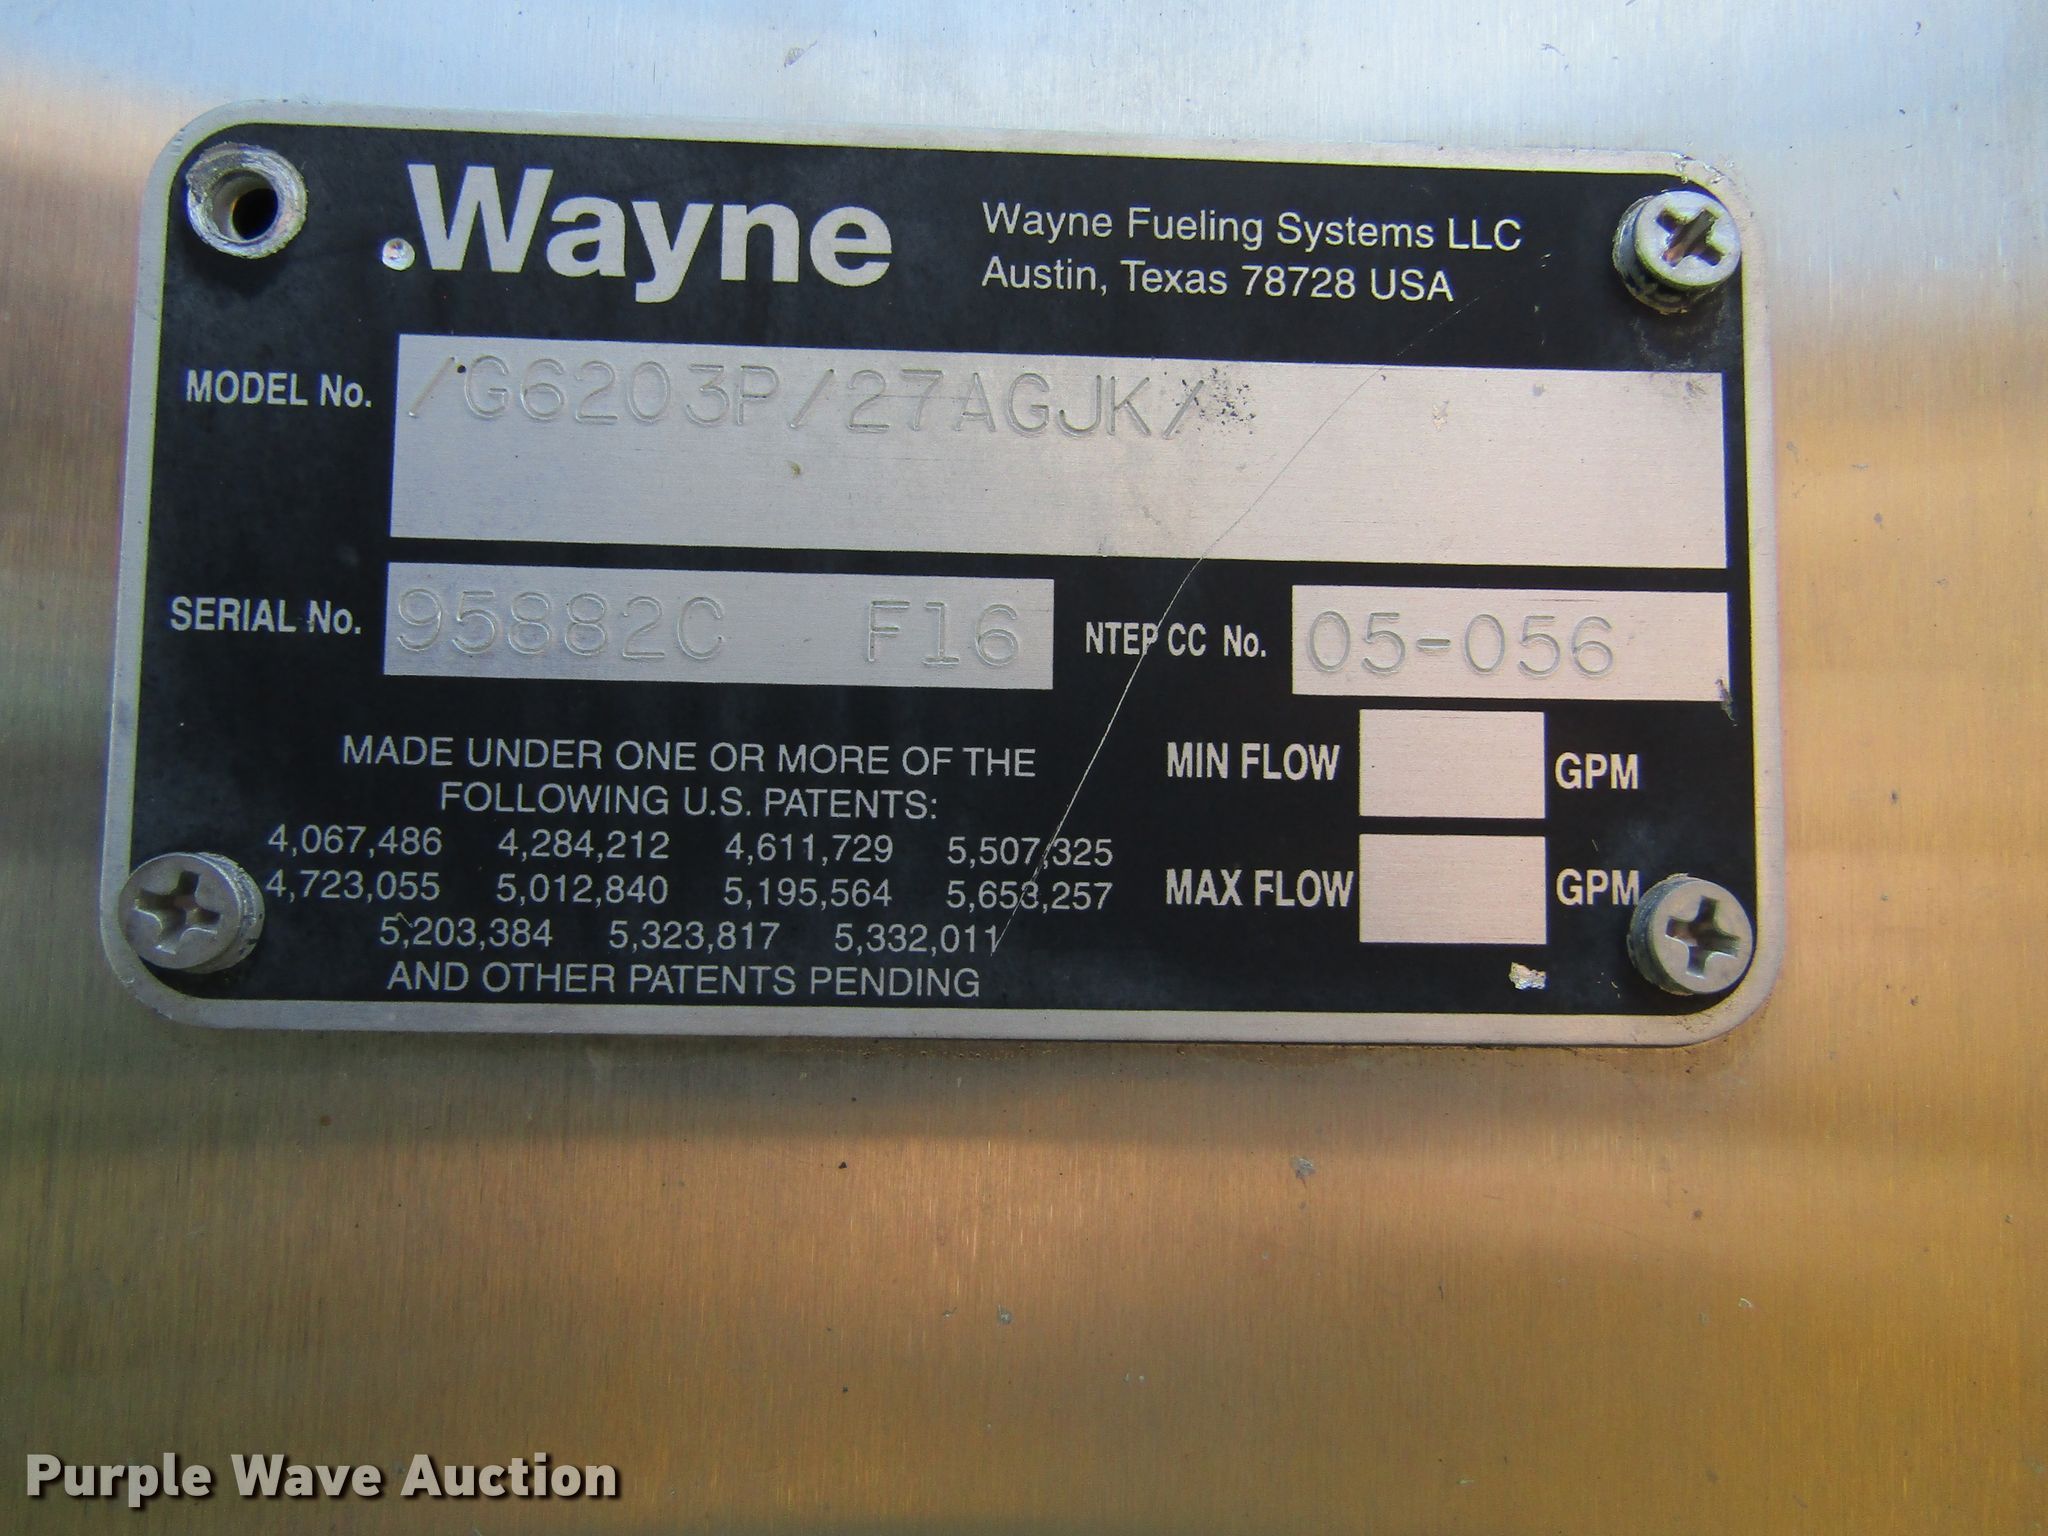 Wayne
Wayne Fueling Systems LLC
Austin, Texas 78728 USA
MODEL No. /G6203P/27AGJK/
SERIAL No. 95882C F16
NTEP CC No. 05-056
MADE UNDER ONE OR MORE OF THE
FOLLOWING U.S. PATENTS:
4,067,486 4,284,212 4,611,729 5,507,325
4,723,055 5,012,840 5,195,564 5,653,257
5,203,384 5,323,817 5,332,011
AND OTHER PATENTS PENDING
MIN FLOW GPM
MAX FLOW GPM
Purple Wave Auction